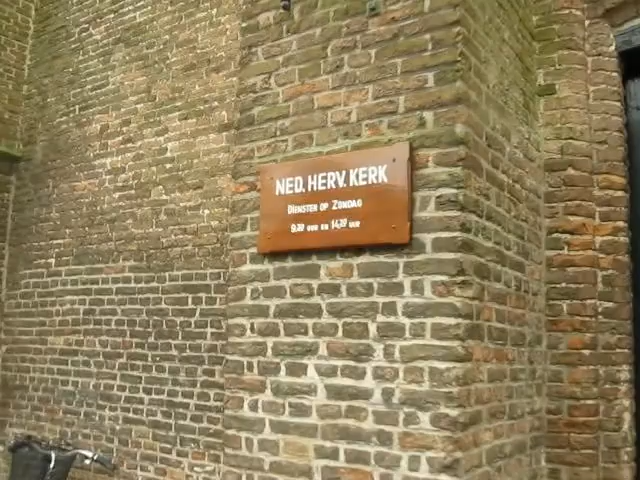 NED. HERV. KERK
DIENSTEN OP ZONDAG
9.30 UUR EN 14.30 UUR